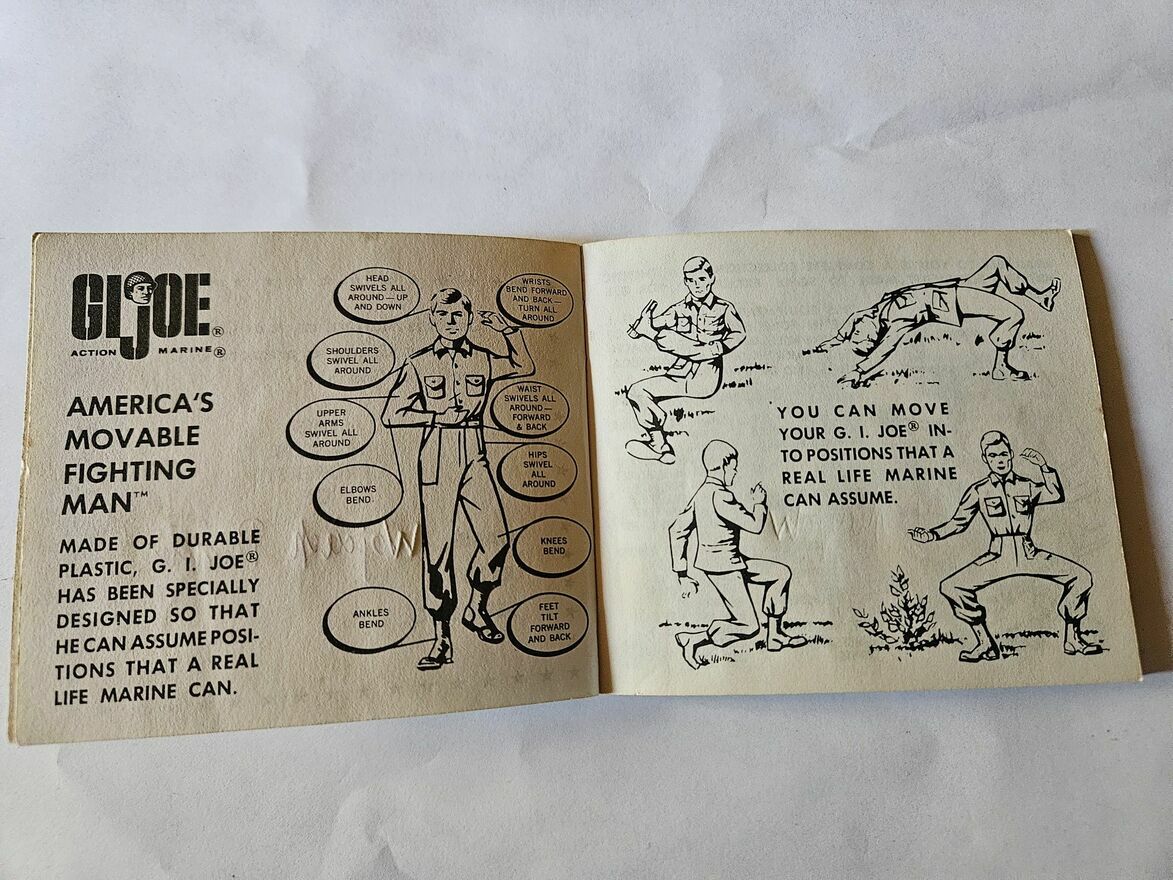 GI JOE®
ACTION MARINE®
AMERICA'S
MOVABLE
FIGHTING
MAN™
MADE OF DURABLE
PLASTIC, G. I. JOE®
HAS BEEN SPECIALLY
DESIGNED SO THAT
HE CAN ASSUME POSI-
TIONS THAT A REAL
LIFE MARINE CAN.
HEAD
SWIVELS ALL
AROUND—UP
AND DOWN
WRISTS
BEND FORWARD
AND BACK—
TURN ALL
AROUND
SHOULDERS
SWIVEL ALL
AROUND
WAIST
SWIVELS ALL
AROUND—
FORWARD
& BACK
UPPER
ARMS
SWIVEL ALL
AROUND
HIPS
SWIVEL
ALL
AROUND
ELBOWS
BEND
KNEES
BEND
ANKLES
BEND
FEET
TILT
FORWARD
AND BACK
YOU CAN MOVE
YOUR G. I. JOE® IN-
TO POSITIONS THAT A
REAL LIFE MARINE
CAN ASSUME.
W